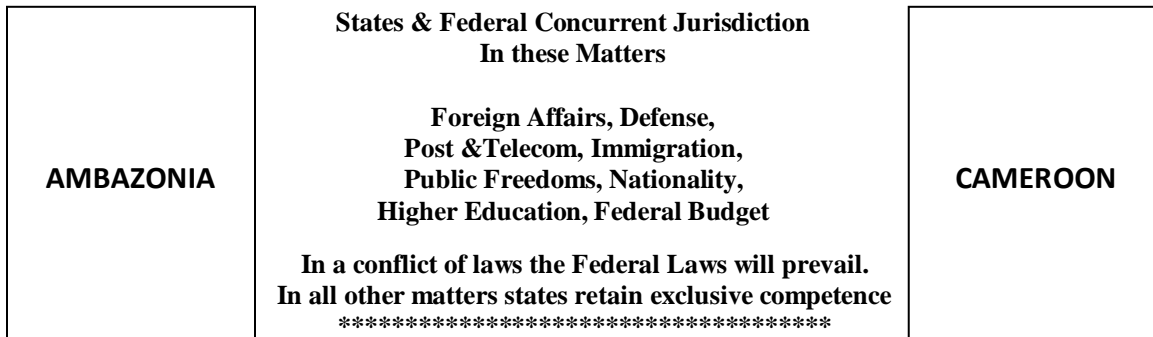 States & Federal Concurrent Jurisdiction
In these Matters
Foreign Affairs, Defense,
Post &Telecom, Immigration,
AMBAZONIA
Public Freedoms, Nationality,
CAMEROON
Higher Education, Federal Budget
In a conflict of laws the Federal Laws will prevail.
In all other matters states retain exclusive competence
*************************************